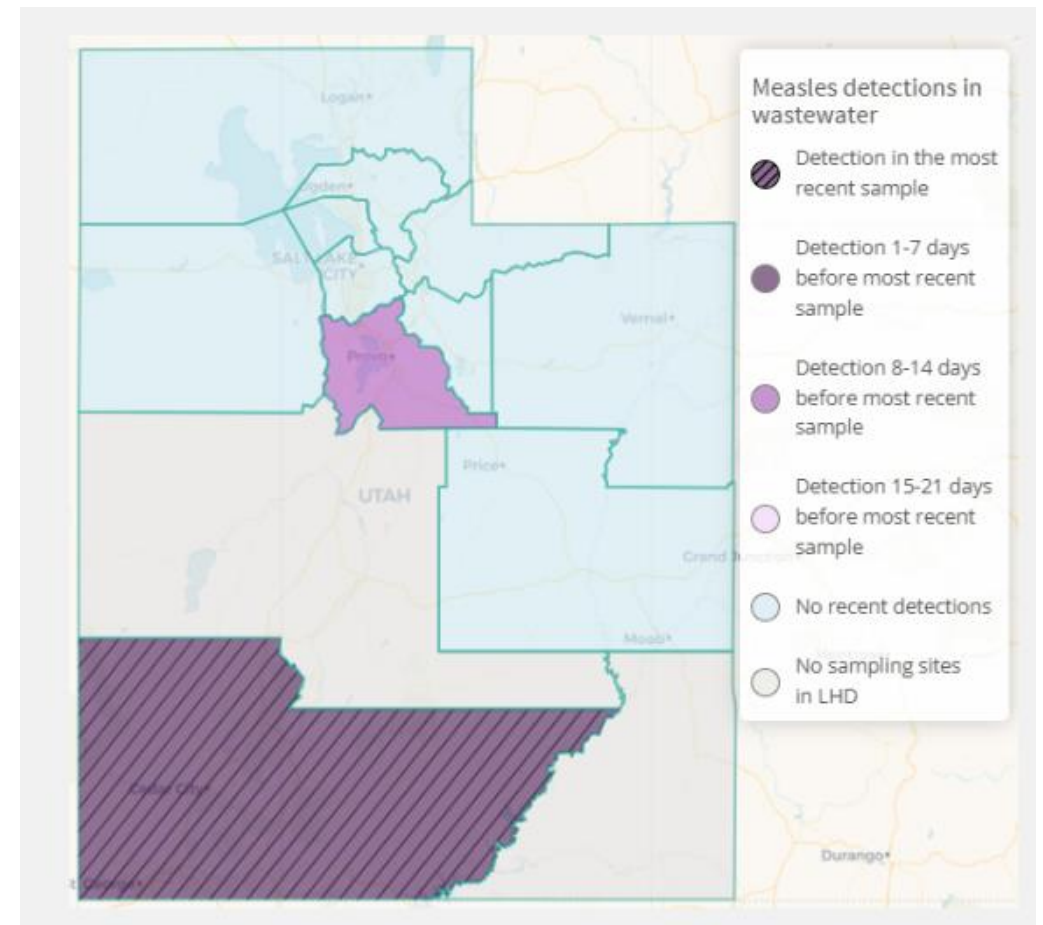 Logan
Ogden
SALT LAKE
CITY
Provo
Vernal
Price
UTAH
Grand
Moab
Cedar City
Durango
Measles detections in
wastewater
Detection in the most
recent sample
Detection 1-7 days
before most recent
sample
Detection 8-14 days
before most recent
sample
Detection 15-21 days
before most recent
sample
No recent detections
No sampling sites
in LHD